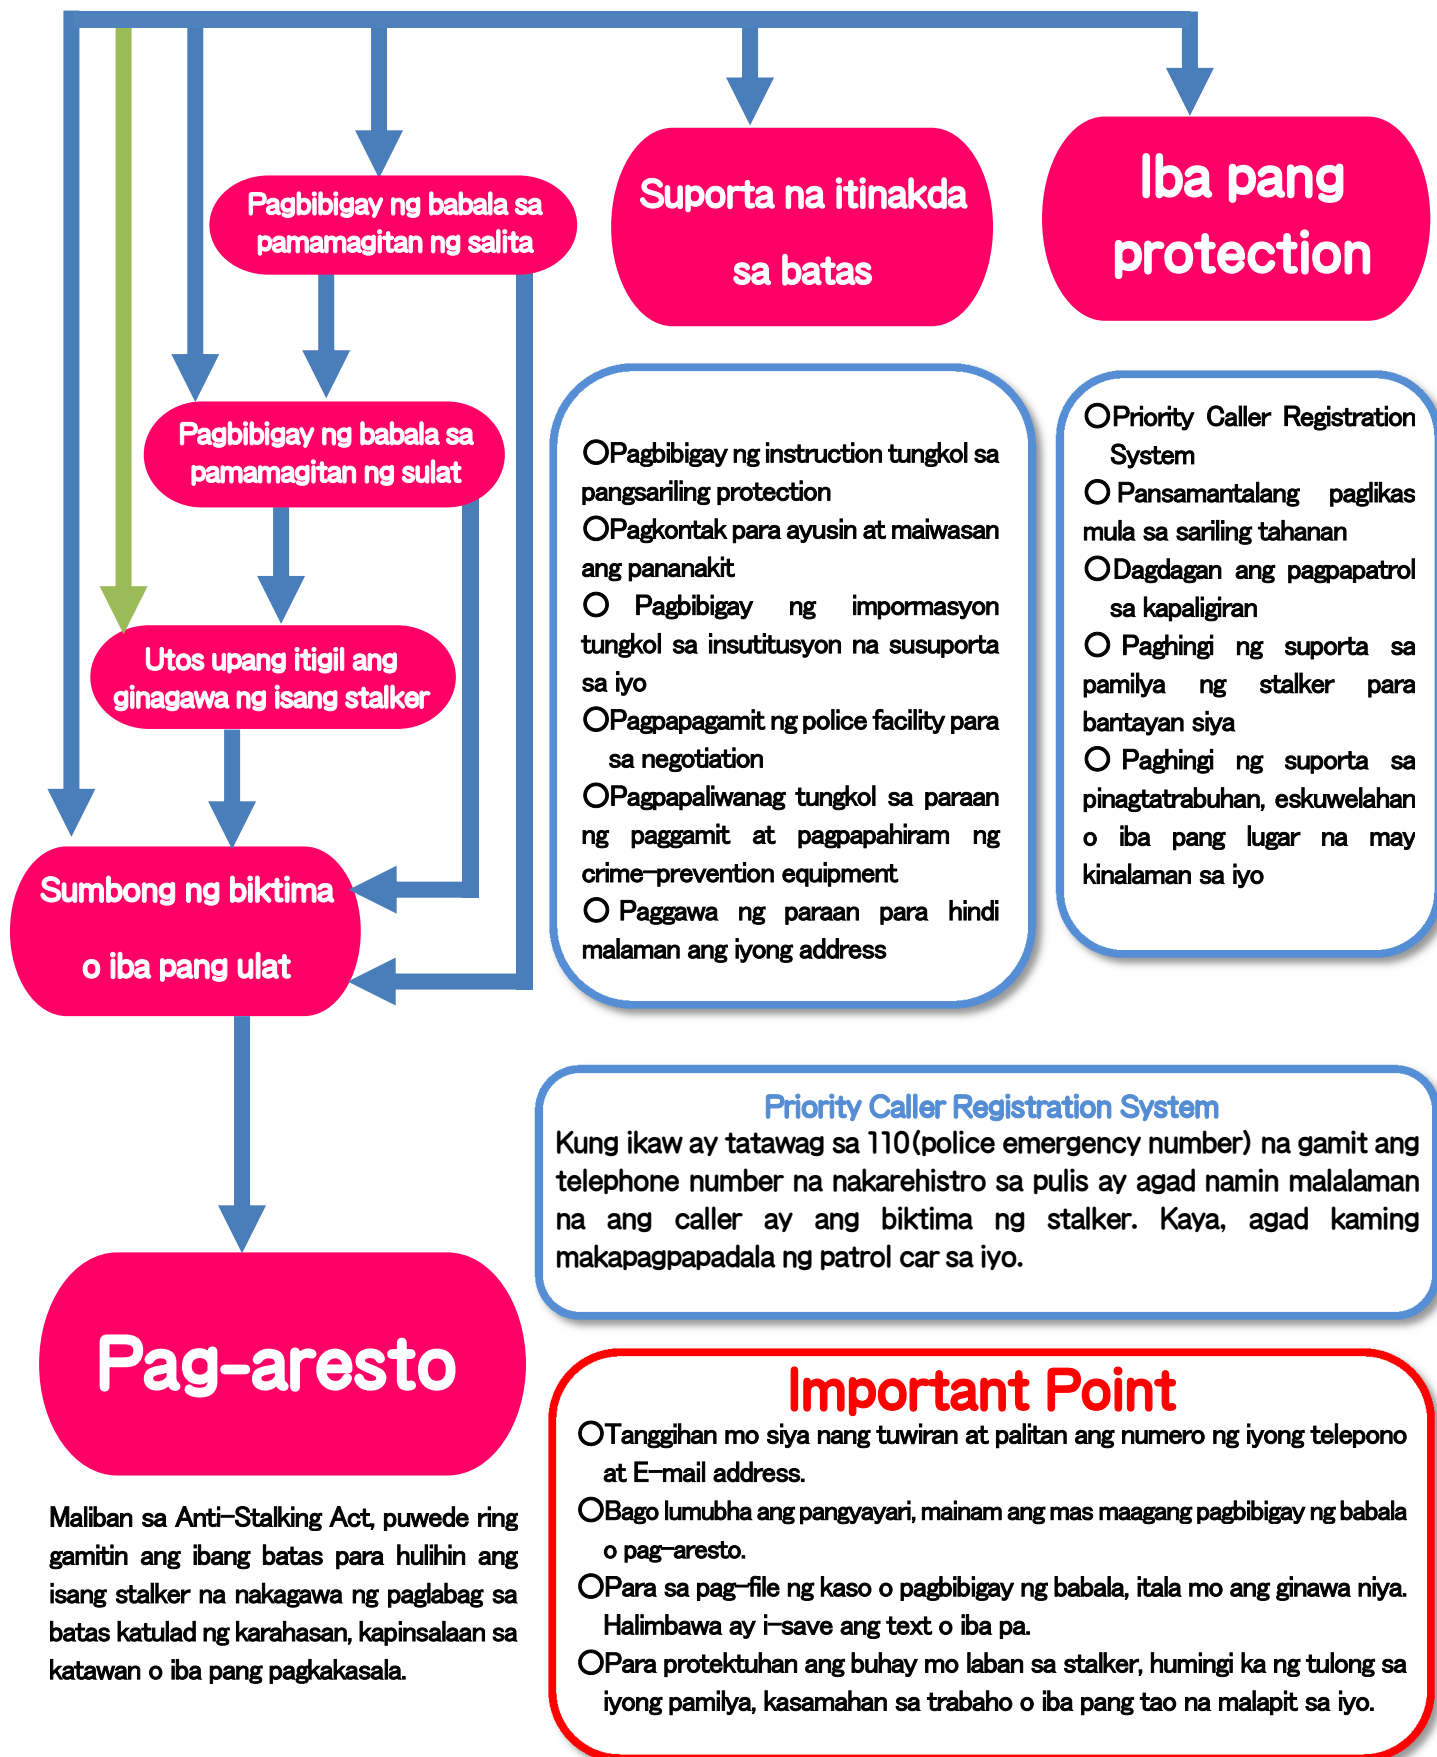 Pagbibigay ng babala sa
pamamagitan ng salita
Suporta na itinakda
sa batas
Iba pang
protection
Pagbibigay ng babala sa
pamamagitan ng sulat
Utos upang itigil ang
ginagawa ng isang stalker
Sumbong ng biktima
o iba pang ulat
Pag-aresto
Maliban sa Anti-Stalking Act, puwede ring
gamitin ang ibang batas para hulihin ang
isang stalker na nakagawa ng paglabag sa
batas katulad ng karahasan, kapinsalaan sa
katawan o iba pang pagkakasala.
○Pagbibigay ng instruction tungkol sa
pangsariling protection
○Pagkontak para ayusin at maiwasan
ang pananakit
○ Pagbibigay ng impormasyon
tungkol sa insutitusyon na susuporta
sa iyo
○Pagpapagamit ng police facility para
sa negotiation
○Pagpapaliwanag tungkol sa paraan
ng paggamit at pagpapahiram ng
crime-prevention equipment
○ Paggawa ng paraan para hindi
malaman ang iyong address
○Priority Caller Registration
System
○ Pansamantalang paglikas
mula sa sariling tahanan
○Dagdagan ang pagpapatrol
sa kapaligiran
○ Paghingi ng suporta sa
pamilya ng stalker para
bantayan siya
○ Paghingi ng suporta sa
pinagtatrabuhan, eskuwelahan
o iba pang lugar na may
kinalaman sa iyo
Priority Caller Registration System
Kung ikaw ay tatawag sa 110(police emergency number) na gamit ang
telephone number na nakarehistro sa pulis ay agad namin malalaman
na ang caller ay ang biktima ng stalker. Kaya, agad kaming
makapagpapadala ng patrol car sa iyo.
Important Point
○Tanggihan mo siya nang tuwiran at palitan ang numero ng iyong telepono
at E-mail address.
○Bago lumubha ang pangyayari, mainam ang mas maagang pagbibigay ng babala
o pag-aresto.
○Para sa pag-file ng kaso o pagbibigay ng babala, itala mo ang ginawa niya.
Halimbawa ay i-save ang text o iba pa.
○Para protektuhan ang buhay mo laban sa stalker, humingi ka ng tulong sa
iyong pamilya, kasamahan sa trabaho o iba pang tao na malapit sa iyo.